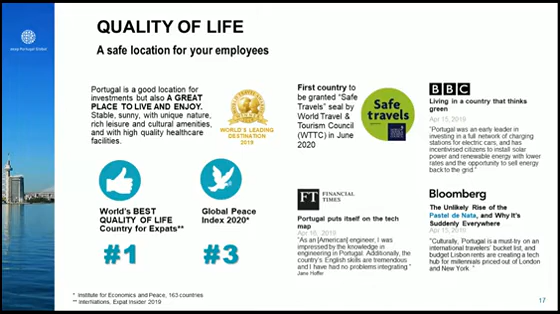 QUALITY OF LIFE
A safe location for your employees
aicep Portugal Global
Portugal is a good location for
investments but also A GREAT
PLACE TO LIVE AND ENJOY.
Stable, sunny, with unique nature,
rich leisure and cultural amenities,
and with high quality healthcare
facilities.
WORLD'S LEADING
DESTINATION
2019
World's BEST
QUALITY OF LIFE
Country for Expats**
#1
Global Peace
Index 2020*
#3
First country to
be granted "Safe
Travels" seal by
World Travel &
Tourism Council
(WTTC) in June
2020
Safe
travels
FT FINANCIAL
TIMES
Portugal puts itself on the tech
map
Apr 16, 2019
"As an [American] engineer, I was
impressed by the knowledge in
engineering in Portugal. Additionally, the
country's English skills are tremendous
and I have had no problems integrating "
BBC
Living in a country that thinks
green
Apr 15, 2019
"Portugal was an early leader in
investing in a full network of charging
stations for electric cars, and has
incentivised citizens to install solar
power and renewable energy with lower
rates and the opportunity to sell energy
back to the grid "
Bloomberg
The Unlikely Rise of the
Pastel de Nata, and Why It's
Suddenly Everywhere
Apr 15, 2019
"Culturally, Portugal is a must-try on an
international travelers' bucket list, and
budget Lisbon rents are creating a tech
hub for millennials priced out of London
and New York "
* Institute for Economics and Peace, 163 countries
** InterNations, Expat Insider 2019
17